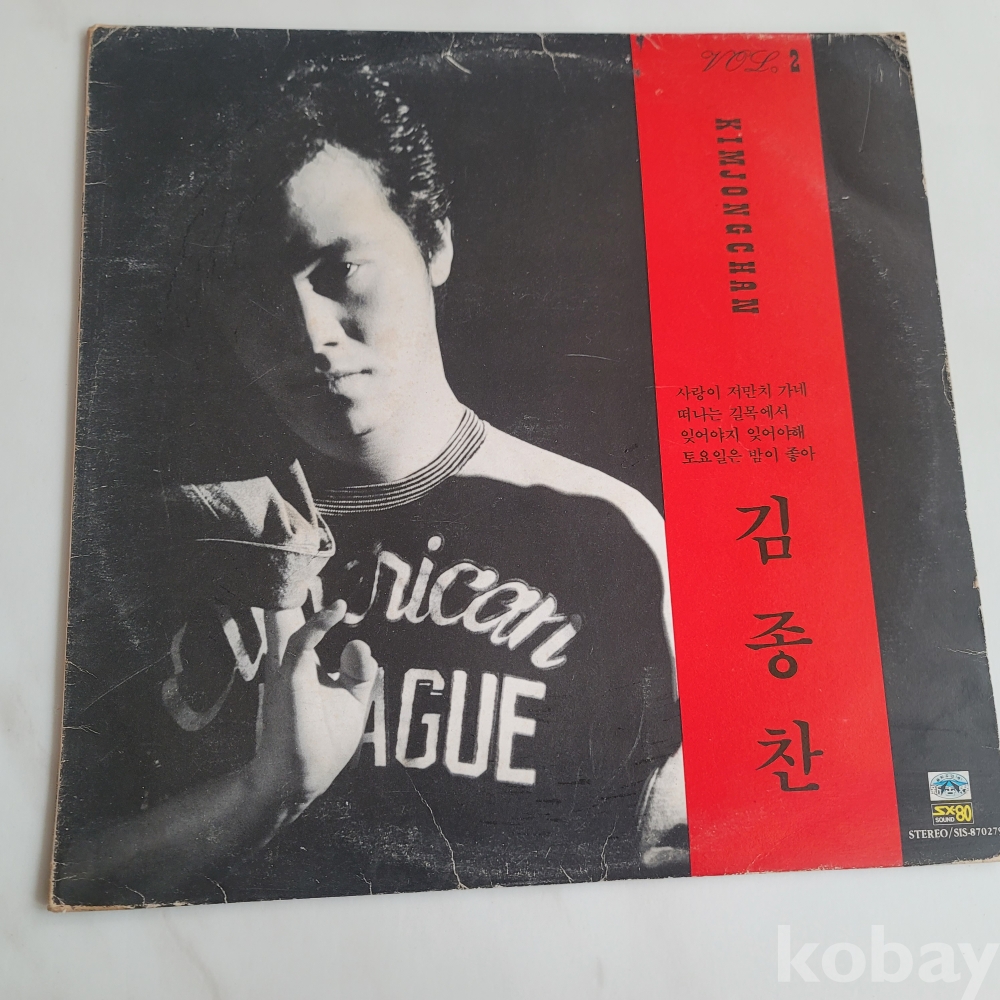 Vol. 2
KIMJONGCHAN
사랑이 저만치 가네
떠나는 길목에서
잊어야지 잊어야해
토요일은 밤이 좋아
김종찬
American
LEAGUE
SX-80
SOUND
STEREO/SIS-870279
kobay